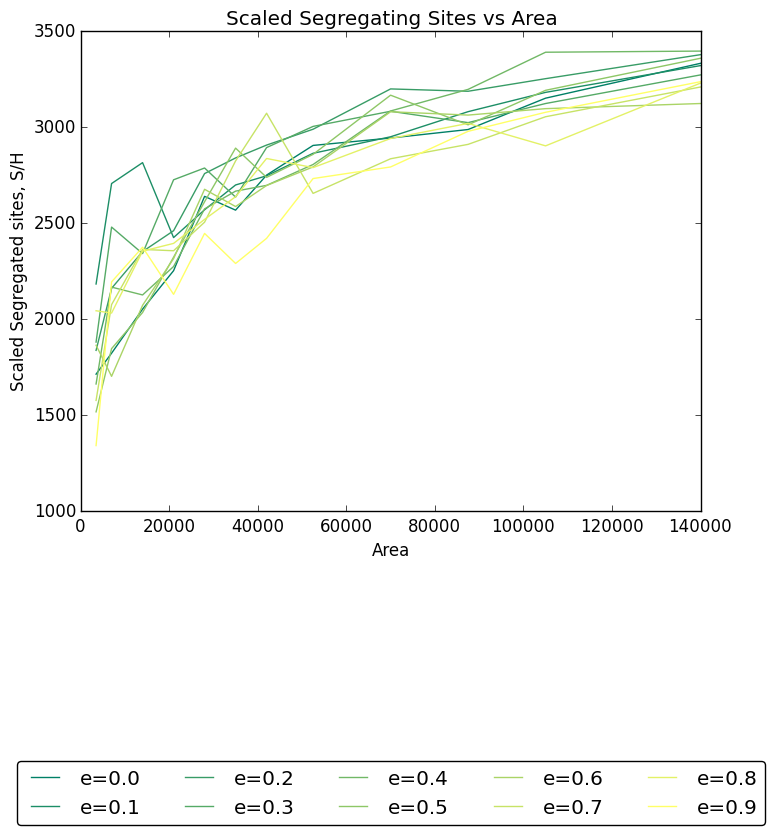 Scaled Segregating Sites vs Area
3500
3000
2500
2000
1500
1000
Scaled Segregated sites, S/H
0 20000 40000 60000 80000 100000 120000 140000
Area
e=0.0 e=0.2 e=0.4 e=0.6 e=0.8
e=0.1 e=0.3 e=0.5 e=0.7 e=0.9